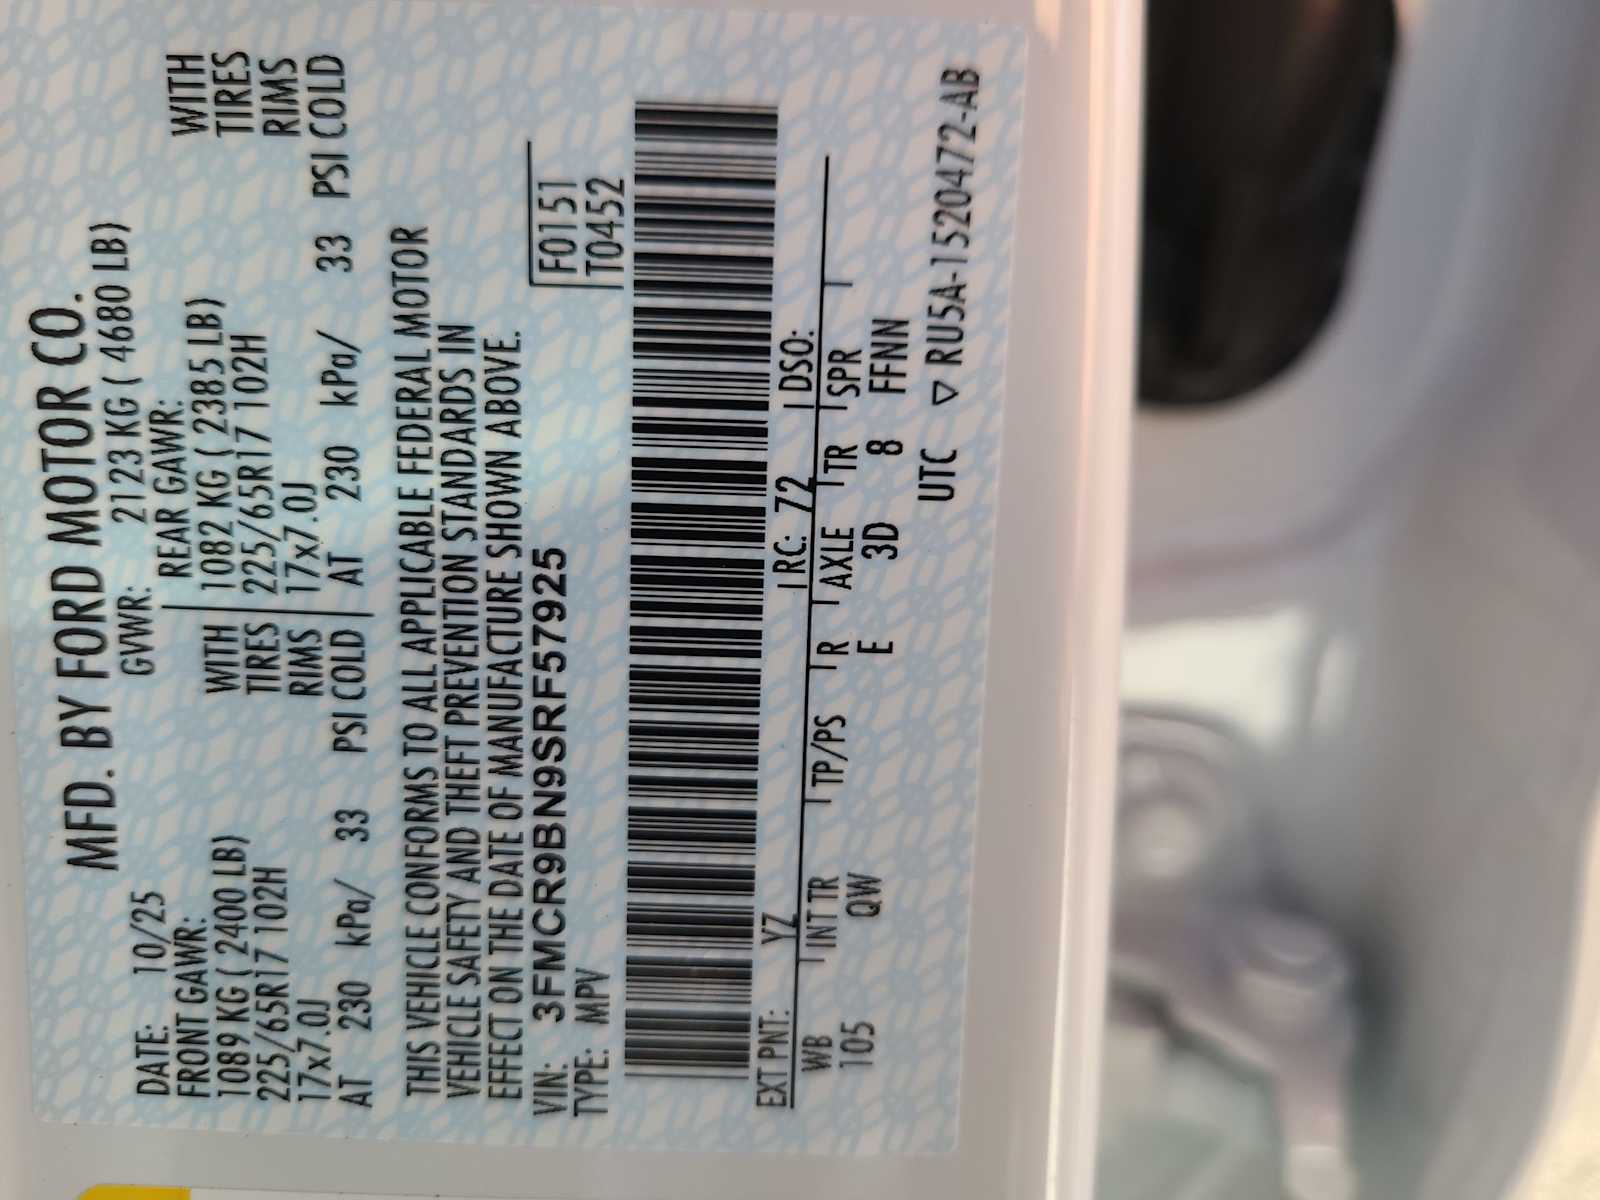 MFD. BY FORD MOTOR CO.
DATE: 10/25 GVWR: 2123 KG ( 4680 LB)
FRONT GAWR: REAR GAWR:
1089 KG ( 2400 LB) WITH 1082 KG ( 2385 LB) WITH
225/65R17 102H TIRES 225/65R17 102H TIRES
17x7.0J RIMS 17x7.0J RIMS
AT 230 kPa/ 33 PSI COLD AT 230 kPa/ 33 PSI COLD
THIS VEHICLE CONFORMS TO ALL APPLICABLE FEDERAL MOTOR
VEHICLE SAFETY AND THEFT PREVENTION STANDARDS IN
EFFECT ON THE DATE OF MANUFACTURE SHOWN ABOVE.
VIN: 3FMCR9BN9SRF57925 F0151
TYPE: MPV T0452
EXT PNT: YZ RC: 72 DSO:
WB INT TR TP/PS R AXLE TR SPR
105 QW E 3D 8 FFNN
UTC ▽ RU5A-1520472-AB